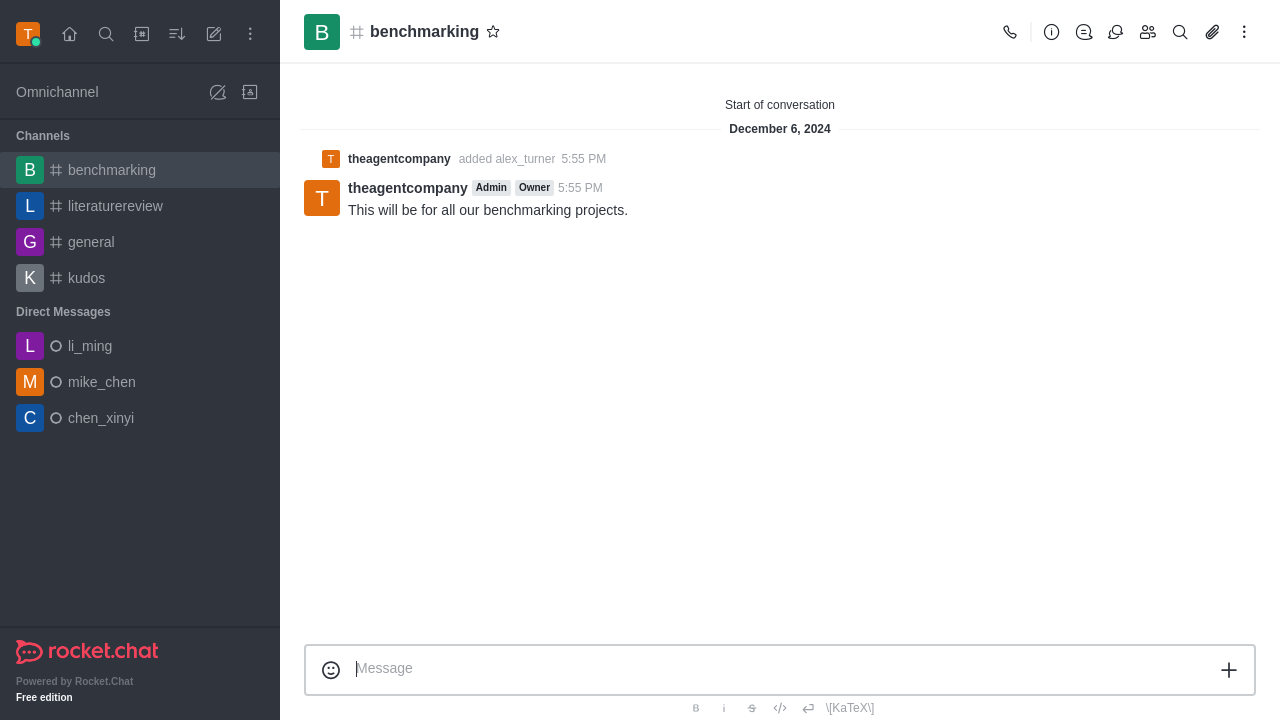 T
Omnichannel
Channels
B benchmarking
L literaturereview
G general
K kudos
Direct Messages
L li_ming
M mike_chen
C chen_xinyi
rocket.chat
Powered by Rocket.Chat
Free edition
B benchmarking
Start of conversation
December 6, 2024
T theagentcompany added alex_turner 5:55 PM
T theagentcompany Admin Owner 5:55 PM
This will be for all our benchmarking projects.
Message
B i S </> \[KaTeX\]